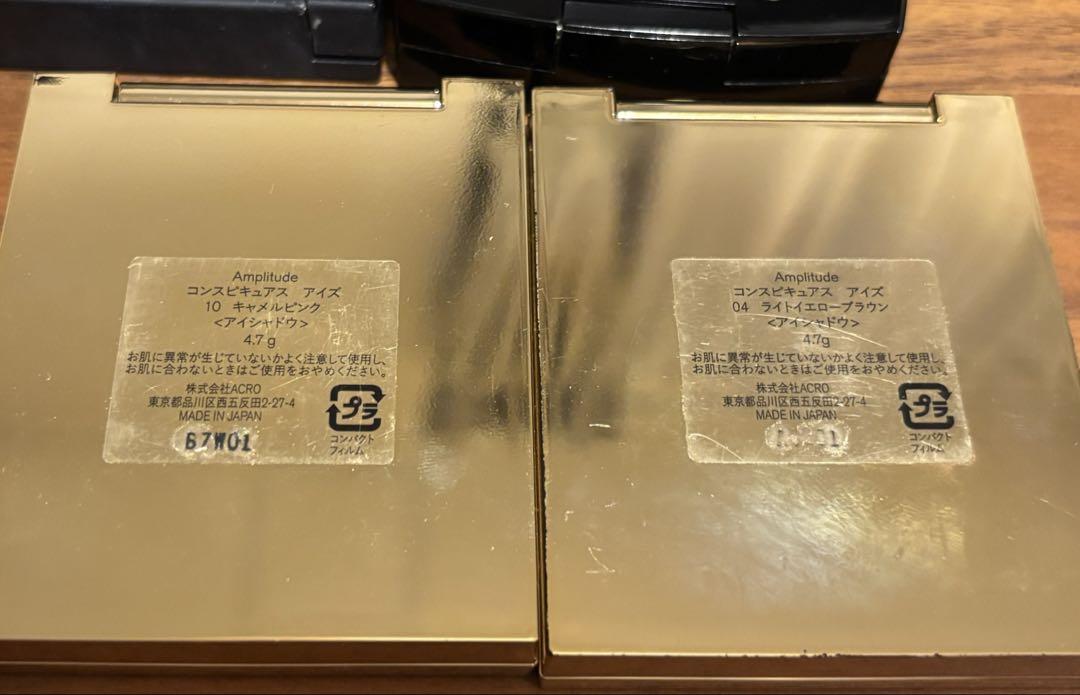 Amplitude
コンスピキュアス アイズ
10 キャメルピンク
<アイシャドウ>
4.7g
お肌に異常が生じていないかよく注意して使用し、
お肌に合わないときはご使用をおやめください。
株式会社ACRO
東京都品川区西五反田2-27-4
MADE IN JAPAN
B7W01
プラ
コンパクト
フィルム
Amplitude
コンスピキュアス アイズ
04 ライトイエローブラウン
<アイシャドウ>
4.7g
お肌に異常が生じていないかよく注意して使用し、
お肌に合わないときはご使用をおやめください。
株式会社ACRO
東京都品川区西五反田2-27-4
MADE IN JAPAN
プラ
コンパクト
フィルム